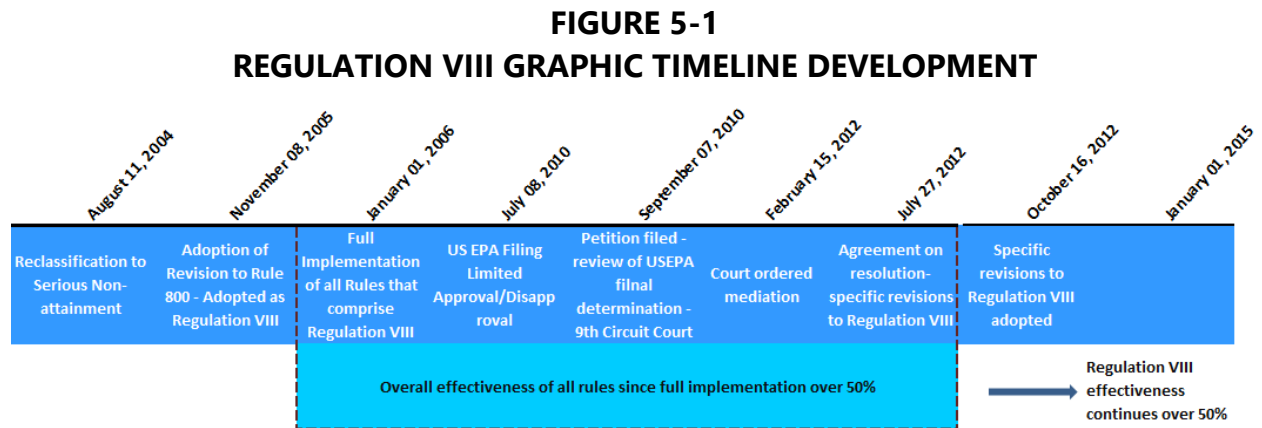 FIGURE 5-1
REGULATION VIII GRAPHIC TIMELINE DEVELOPMENT
August 11, 2004
November 08, 2005
January 01, 2006
July 08, 2010
September 07, 2010
February 15, 2012
July 27, 2012
October 16, 2012
January 01, 2015
Reclassification to
Serious Non-
attainment
Adoption of
Revision to Rule
800 - Adopted as
Regulation VIII
Full
Implementation
of all Rules that
comprise
Regulation VIII
US EPA Filing
Limited
Approval/Disapp
roval
Petition filed -
review of USEPA
filnal
determination -
9th Circuit Court
Court ordered
mediation
Agreement on
resolution-
specific revisions
to Regulation VIII
Specific
revisions to
Regulation VIII
adopted
Overall effectiveness of all rules since full implementation over 50%
Regulation VIII
effectiveness
continues over 50%